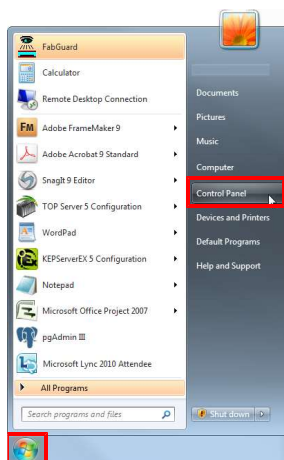 FabGuard
Calculator
Remote Desktop Connection
FM Adobe FrameMaker 9
Adobe Acrobat 9 Standard
SnagIt 9 Editor
TOP Server 5 Configuration
WordPad
KEPServerEX 5 Configuration
Notepad
Microsoft Office Project 2007
pgAdmin III
Microsoft Lync 2010 Attendee
All Programs
Search programs and files
Documents
Pictures
Music
Computer
Control Panel
Devices and Printers
Default Programs
Help and Support
Shut down